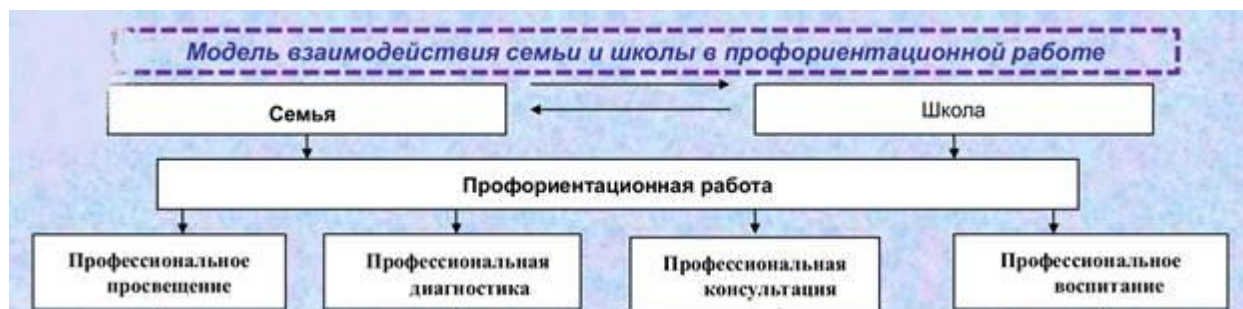 Модель взаимодействия семьи и школы в профориентационной работе
Семья
Школа
Профориентационная работа
Профессиональное
просвещение
Профессиональная
диагностика
Профессиональная
консультация
Профессиональное
воспитание